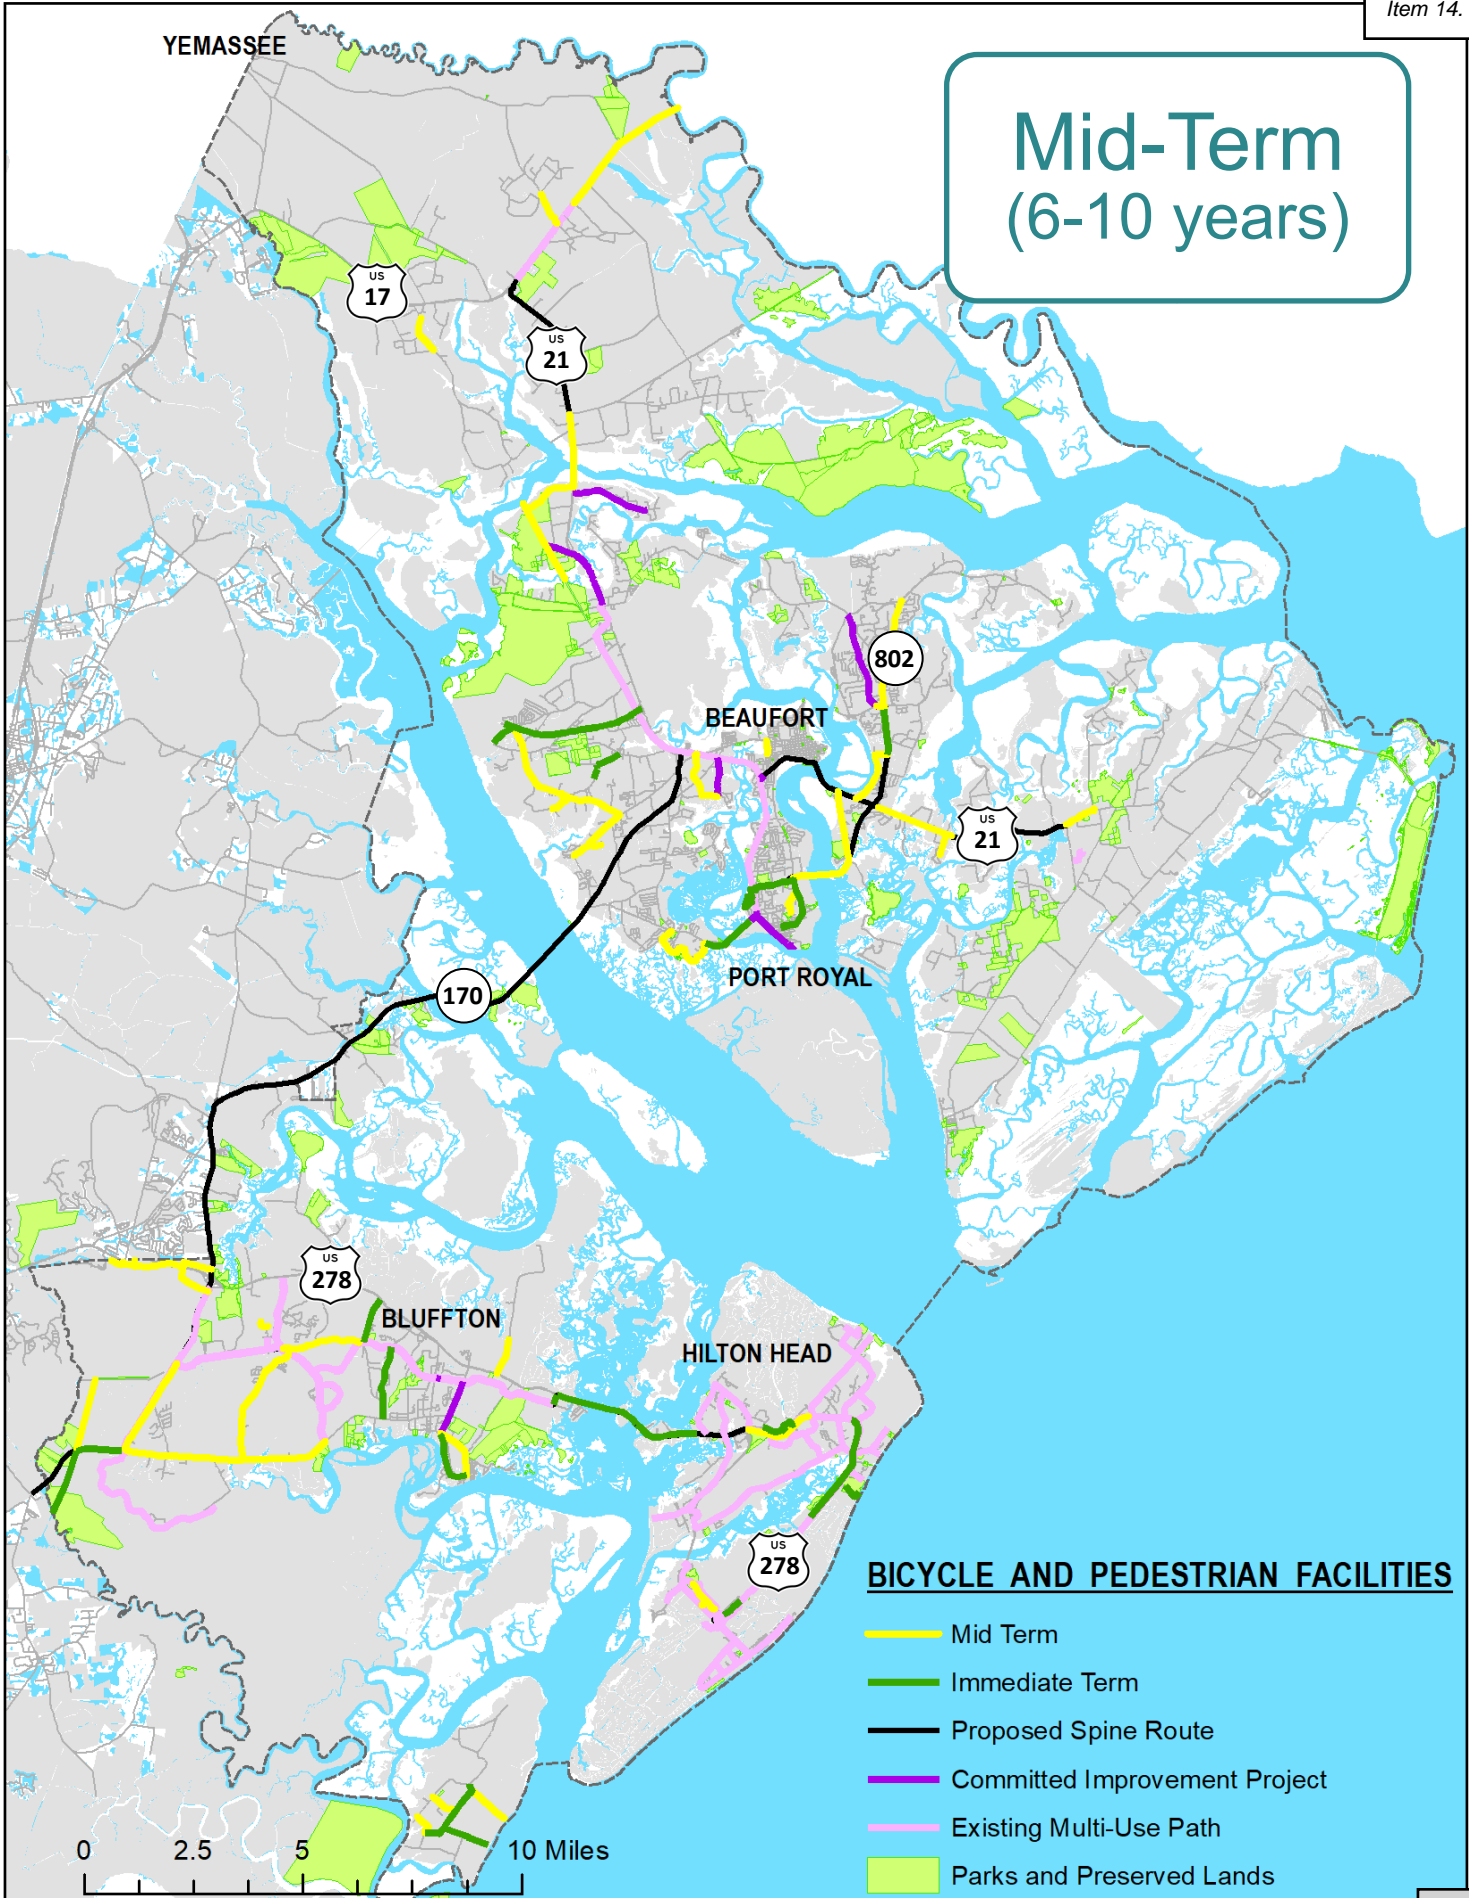 Item 14.
YEMASSEE
Mid-Term
(6-10 years)
US
17
US
21
802
BEAUFORT
US
21
PORT ROYAL
170
US
278
BLUFFTON
HILTON HEAD
US
278
BICYCLE AND PEDESTRIAN FACILITIES
Mid Term
Immediate Term
Proposed Spine Route
Committed Improvement Project
Existing Multi-Use Path
Parks and Preserved Lands
0 2.5 5 10 Miles